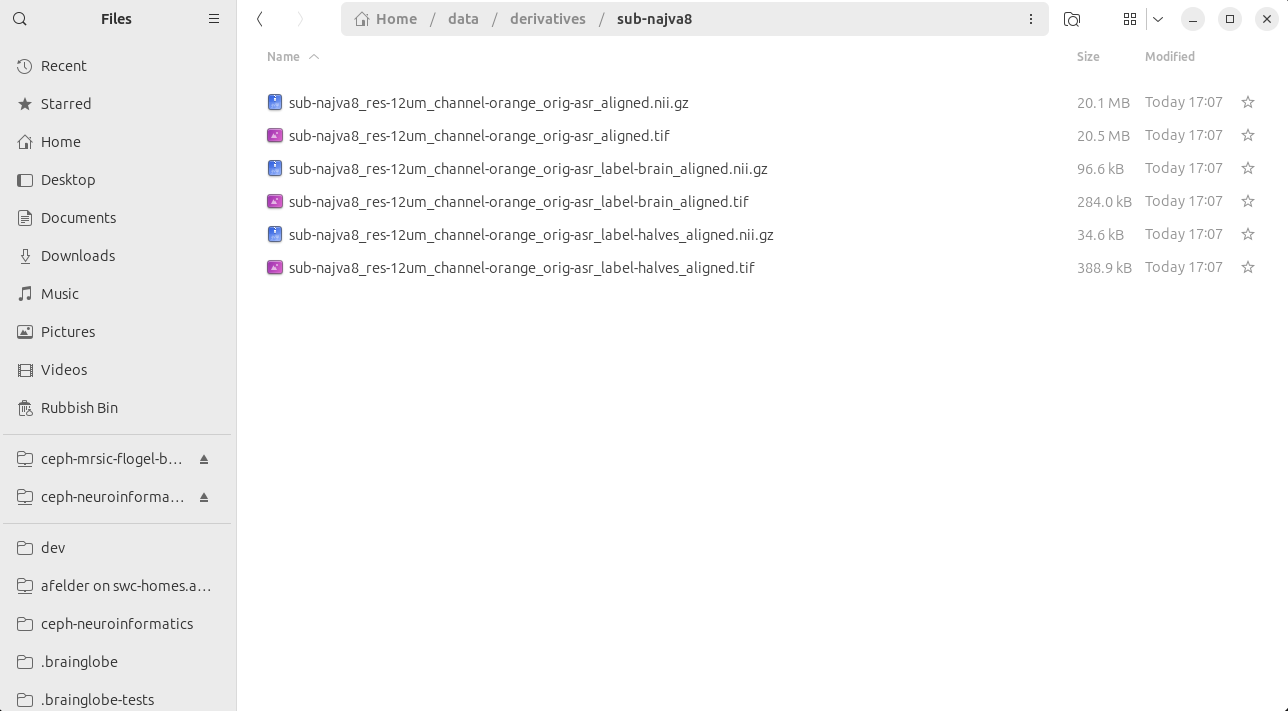 Files
Home / data / derivatives / sub-najva8
Recent
Starred
Home
Desktop
Documents
Downloads
Music
Pictures
Videos
Rubbish Bin
ceph-mrsic-flogel-b…
ceph-neuroinforma…
dev
afelder on swc-homes.a…
ceph-neuroinformatics
.brainglobe
.brainglobe-tests
Name Size Modified
sub-najva8_res-12um_channel-orange_orig-asr_aligned.nii.gz 20.1 MB Today 17:07
sub-najva8_res-12um_channel-orange_orig-asr_aligned.tif 20.5 MB Today 17:07
sub-najva8_res-12um_channel-orange_orig-asr_label-brain_aligned.nii.gz 96.6 kB Today 17:07
sub-najva8_res-12um_channel-orange_orig-asr_label-brain_aligned.tif 284.0 kB Today 17:07
sub-najva8_res-12um_channel-orange_orig-asr_label-halves_aligned.nii.gz 34.6 kB Today 17:07
sub-najva8_res-12um_channel-orange_orig-asr_label-halves_aligned.tif 388.9 kB Today 17:07